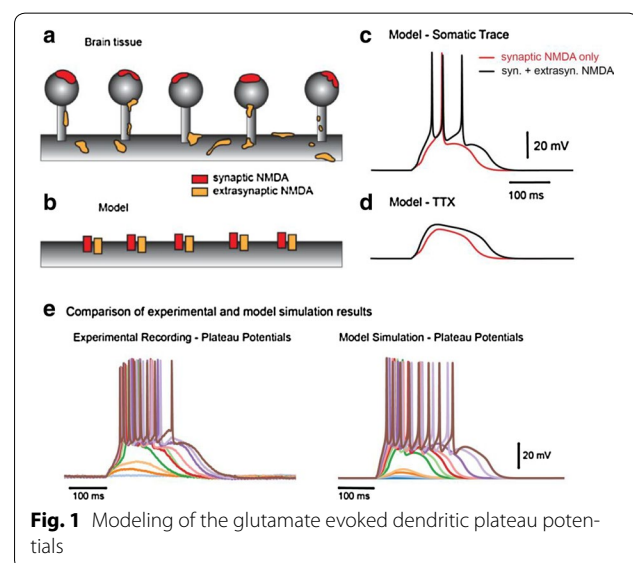 a
Brain tissue
synaptic NMDA
extrasynaptic NMDA
b
Model
c Model - Somatic Trace
synaptic NMDA only
syn. + extrasyn. NMDA
20 mV
100 ms
d Model - TTX
e Comparison of experimental and model simulation results
Experimental Recording - Plateau Potentials
Model Simulation - Plateau Potentials
20 mV
100 ms
100 ms
Fig. 1 Modeling of the glutamate evoked dendritic plateau poten-
tials